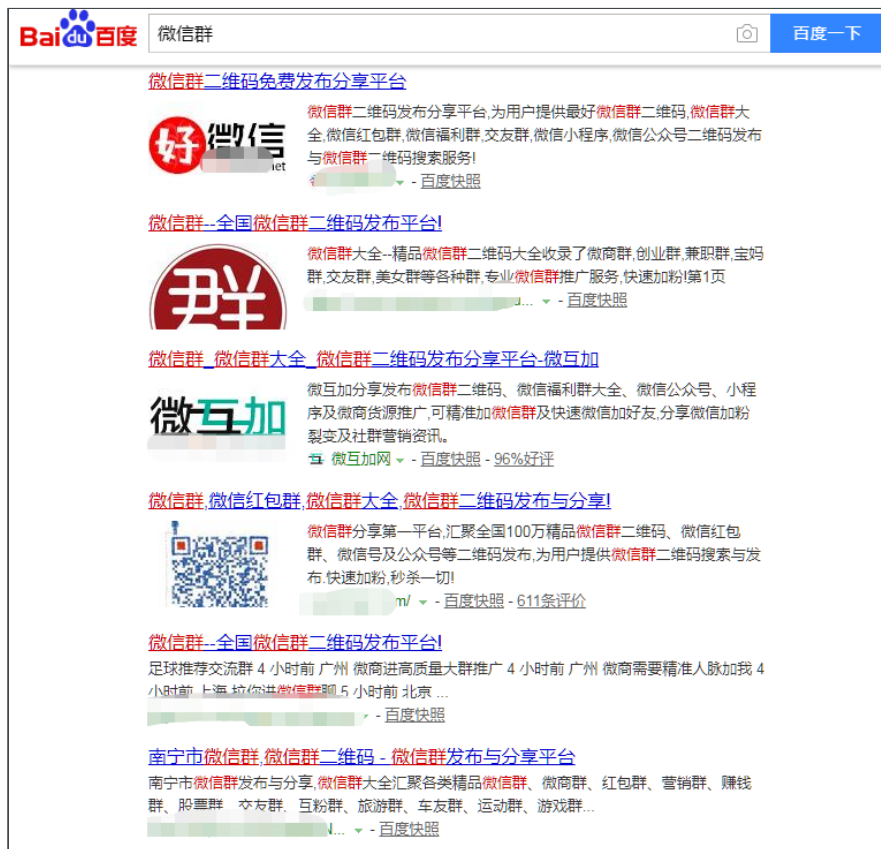 Bai du 百度
微信群
百度一下
微信群二维码免费发布分享平台
好微信
net
微信群二维码发布分享平台,为用户提供最好微信群二维码,微信群大
全,微信红包群,微信福利群,交友群,微信小程序,微信公众号二维码发布
与微信群二维码搜索服务!
- 百度快照
微信群--全国微信群二维码发布平台!
群
微信群大全--精品微信群二维码大全收录了微商群,创业群,兼职群,宝妈
群,交友群,美女群等各种群,专业微信群推广服务,快速加粉!第1页
... - 百度快照
微信群_微信群大全_微信群二维码发布分享平台-微互加
微互加
微互加分享发布微信群二维码、微信福利群大全、微信公众号、小程
序及微商货源推广,可精准加微信群及快速微信加好友,分享微信加粉
裂变及社群营销资讯。
互 微互加网 - 百度快照 - 96%好评
微信群,微信红包群,微信群大全,微信群二维码发布与分享!
微信群分享第一平台,汇聚全国100万精品微信群二维码、微信红包
群、微信号及公众号等二维码发布,为用户提供微信群二维码搜索与发
布.快速加粉,秒杀一切!
m/ - 百度快照 - 611条评价
微信群--全国微信群二维码发布平台!
足球推荐交流群 4 小时前 广州 微商进高质量大群推广 4 小时前 广州 微商需要精准人脉加我 4
小时前 上海 拉你进微信群聊 5 小时前 北京 ...
- 百度快照
南宁市微信群,微信群二维码 - 微信群发布与分享平台
南宁市微信群发布与分享,微信群大全汇聚各类精品微信群、微商群、红包群、营销群、赚钱
群、股票群、交友群、互粉群、旅游群、车友群、运动群、游戏群...
... - 百度快照